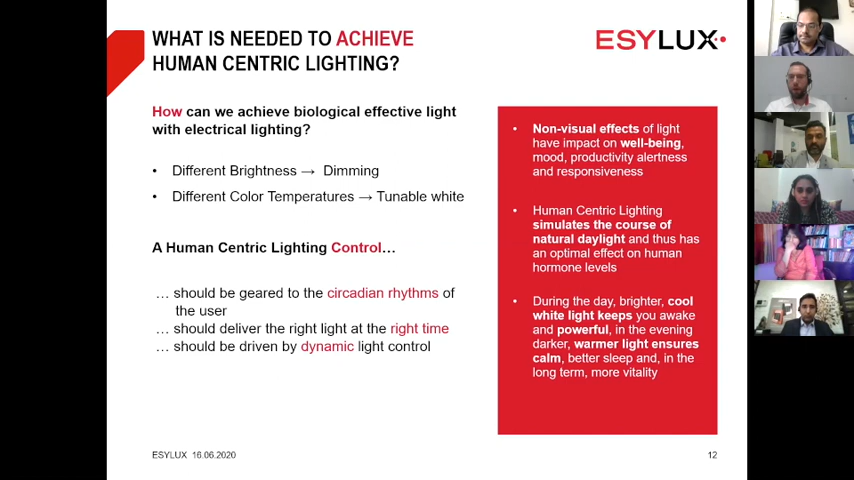 WHAT IS NEEDED TO ACHIEVE
HUMAN CENTRIC LIGHTING?
ESYLUX
How can we achieve biological effective light
with electrical lighting?
• Different Brightness → Dimming
• Different Color Temperatures → Tunable white
A Human Centric Lighting Control…
… should be geared to the circadian rhythms of
the user
… should deliver the right light at the right time
… should be driven by dynamic light control
• Non-visual effects of light
have impact on well-being,
mood, productivity alertness
and responsiveness
• Human Centric Lighting
simulates the course of
natural daylight and thus has
an optimal effect on human
hormone levels
• During the day, brighter, cool
white light keeps you awake
and powerful, in the evening
darker, warmer light ensures
calm, better sleep and, in the
long term, more vitality
ESYLUX 16.06.2020
12